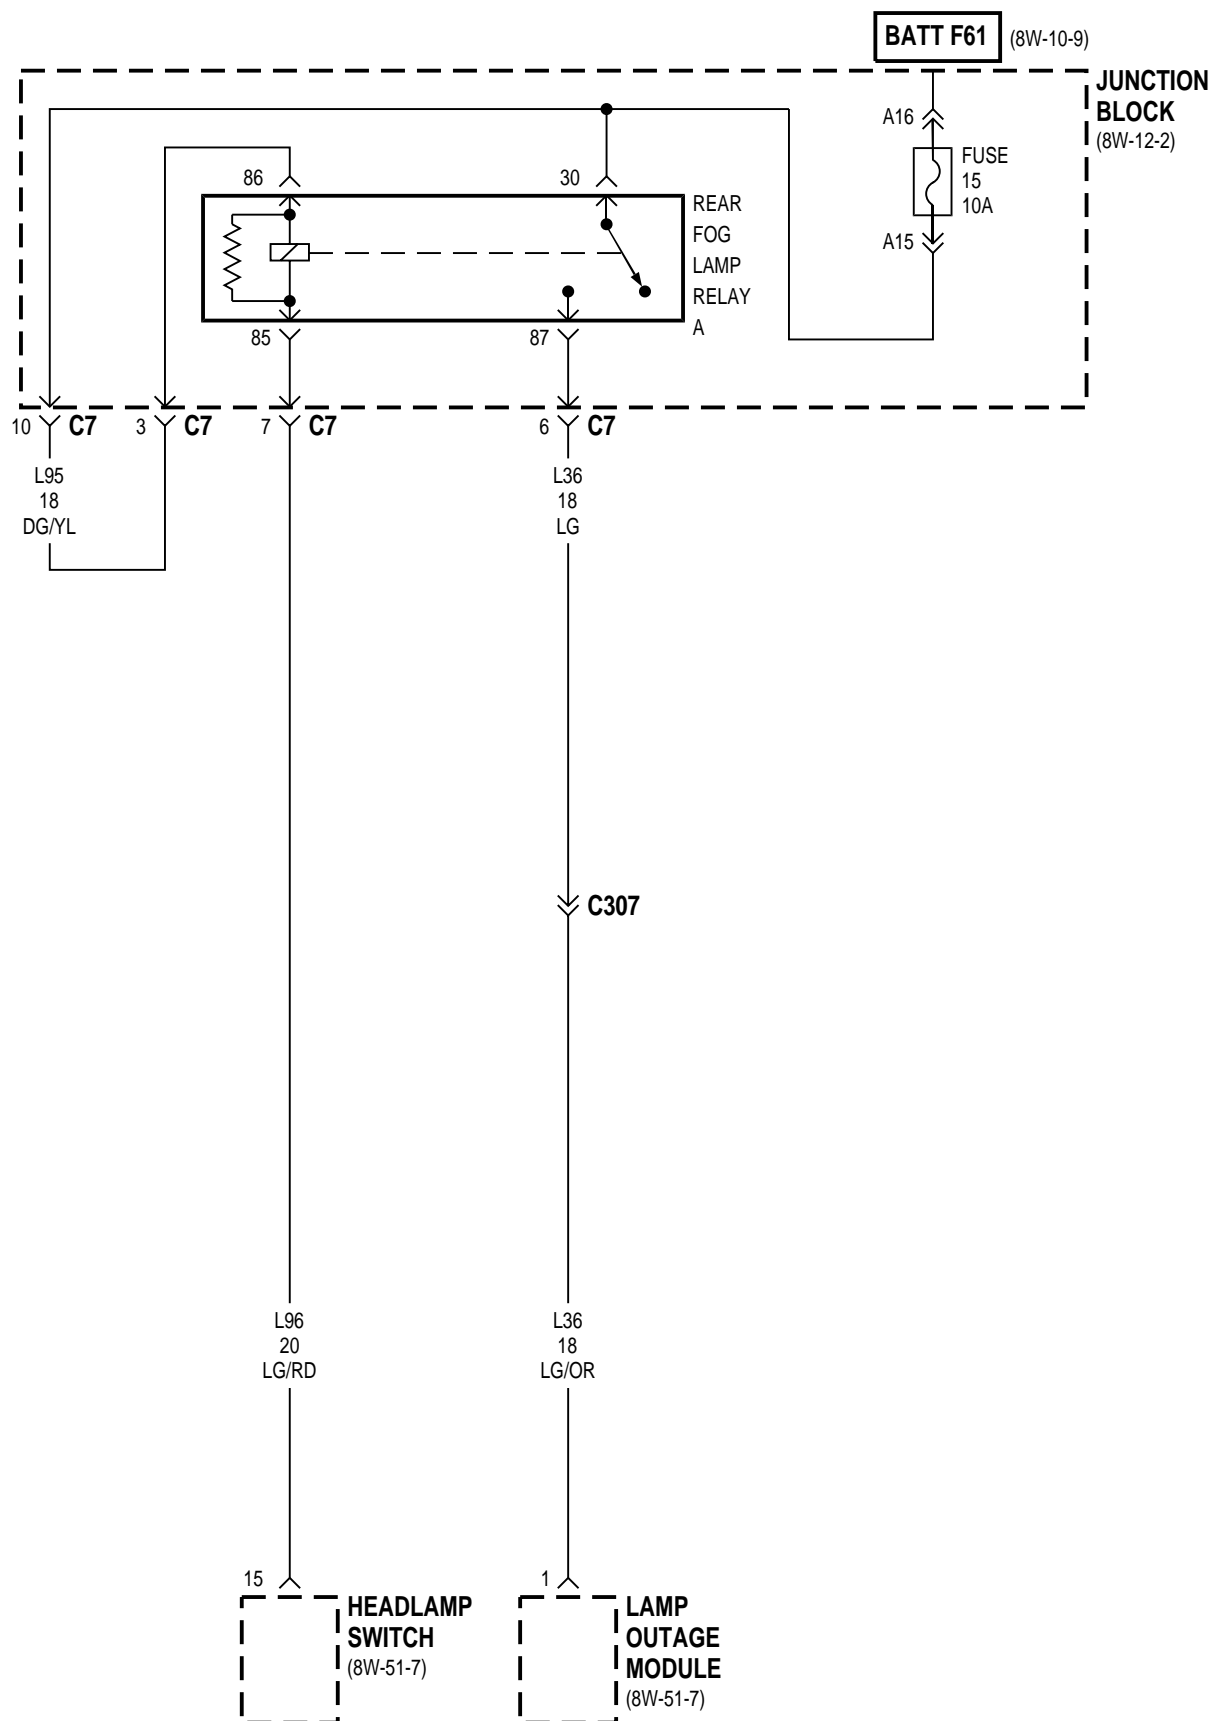 BATT F61 (8W-10-9)
JUNCTION
BLOCK
(8W-12-2)
A16
FUSE
15
10A
A15
86
30
REAR
FOG
LAMP
RELAY
A
85
87
10 C7
3 C7
7 C7
6 C7
L95
18
DG/YL
L36
18
LG
C307
L96
20
LG/RD
L36
18
LG/OR
15
HEADLAMP
SWITCH
(8W-51-7)
1
LAMP
OUTAGE
MODULE
(8W-51-7)